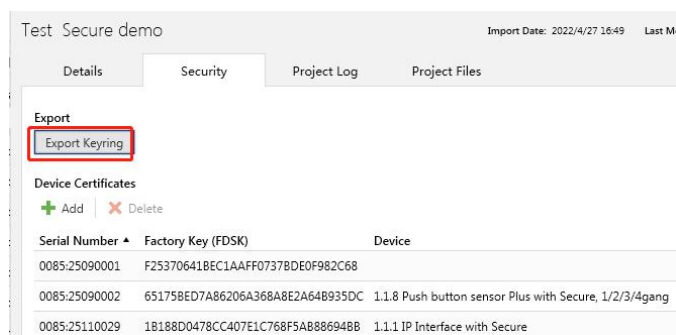 Test Secure demo Import Date: 2022/4/27 16:49 Last M
Details Security Project Log Project Files
Export
Export Keyring
Device Certificates
Add Delete
Serial Number Factory Key (FDSK) Device
0085:25090001 F25370641BEC1AAFF0737BDE0F982C68
0085:25090002 65175BED7A86206A368A8E2A64B935DC 1.1.8 Push button sensor Plus with Secure, 1/2/3/4gang
0085:25110029 1B188D0478CC407E1C768F5AB88694BB 1.1.1 IP Interface with Secure